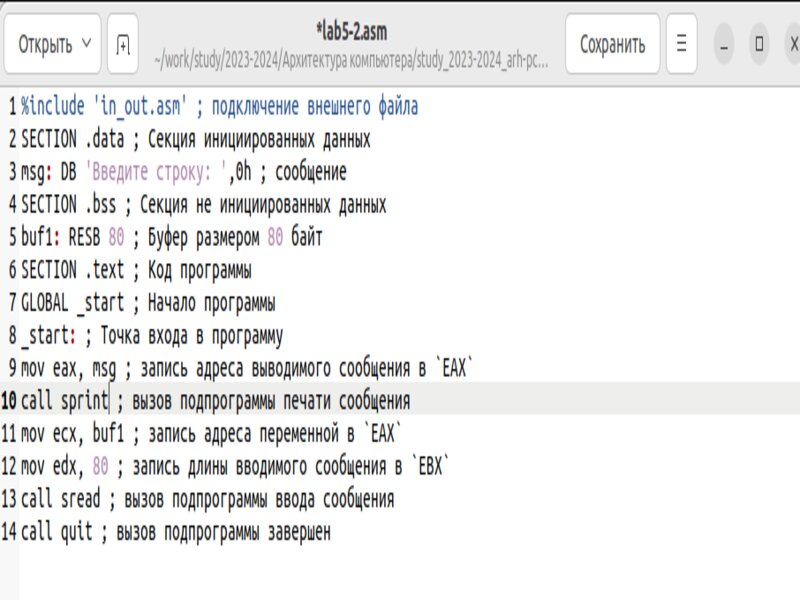 Открыть
*lab5-2.asm
~/work/study/2023-2024/Архитектура компьютера/study_2023-2024_arh-pc...
Сохранить
1 %include 'in_out.asm' ; подключение внешнего файла
2 SECTION .data ; Секция инициированных данных
3 msg: DB 'Введите строку: ',0h ; сообщение
4 SECTION .bss ; Секция не инициированных данных
5 buf1: RESB 80 ; Буфер размером 80 байт
6 SECTION .text ; Код программы
7 GLOBAL _start ; Начало программы
8 _start: ; Точка входа в программу
9 mov eax, msg ; запись адреса выводимого сообщения в `EAX`
10 call sprint ; вызов подпрограммы печати сообщения
11 mov ecx, buf1 ; запись адреса переменной в `EAX`
12 mov edx, 80 ; запись длины вводимого сообщения в `EBX`
13 call sread ; вызов подпрограммы ввода сообщения
14 call quit ; вызов подпрограммы завершен